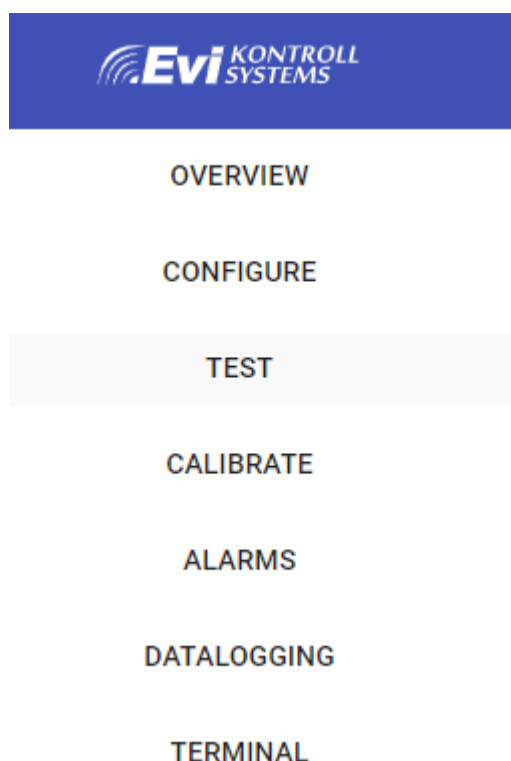 Evi KONTROLL
SYSTEMS
OVERVIEW
CONFIGURE
TEST
CALIBRATE
ALARMS
DATALOGGING
TERMINAL